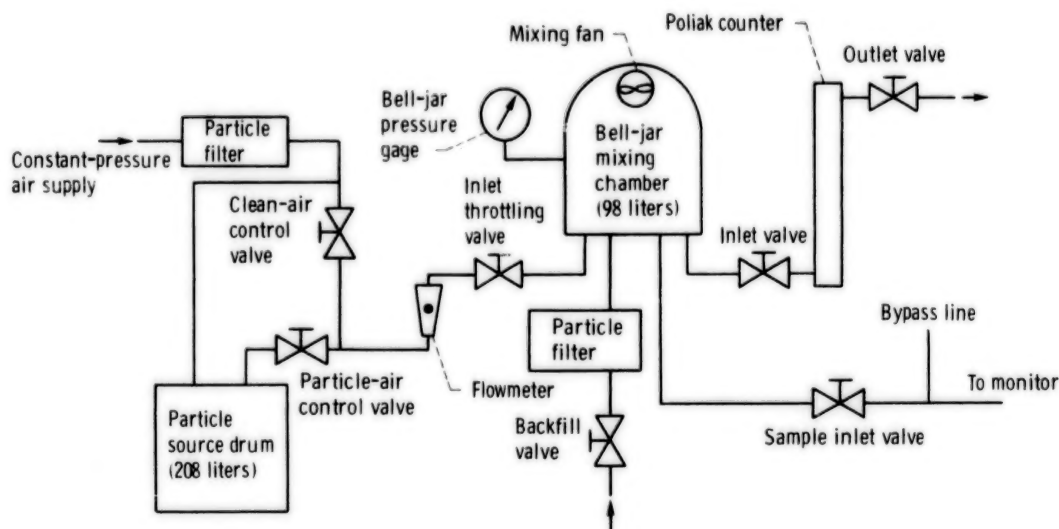 Poliak counter
Mixing fan
Outlet valve
Bell-jar
pressure
gage
Particle
filter
Bell-jar
mixing
chamber
(98 liters)
Constant-pressure
air supply
Clean-air
control
valve
Inlet
throttling
valve
Inlet valve
Bypass line
Particle
filter
Particle-air
control valve
Flowmeter
To monitor
Particle
source drum
(208 liters)
Backfill
valve
Sample inlet valve